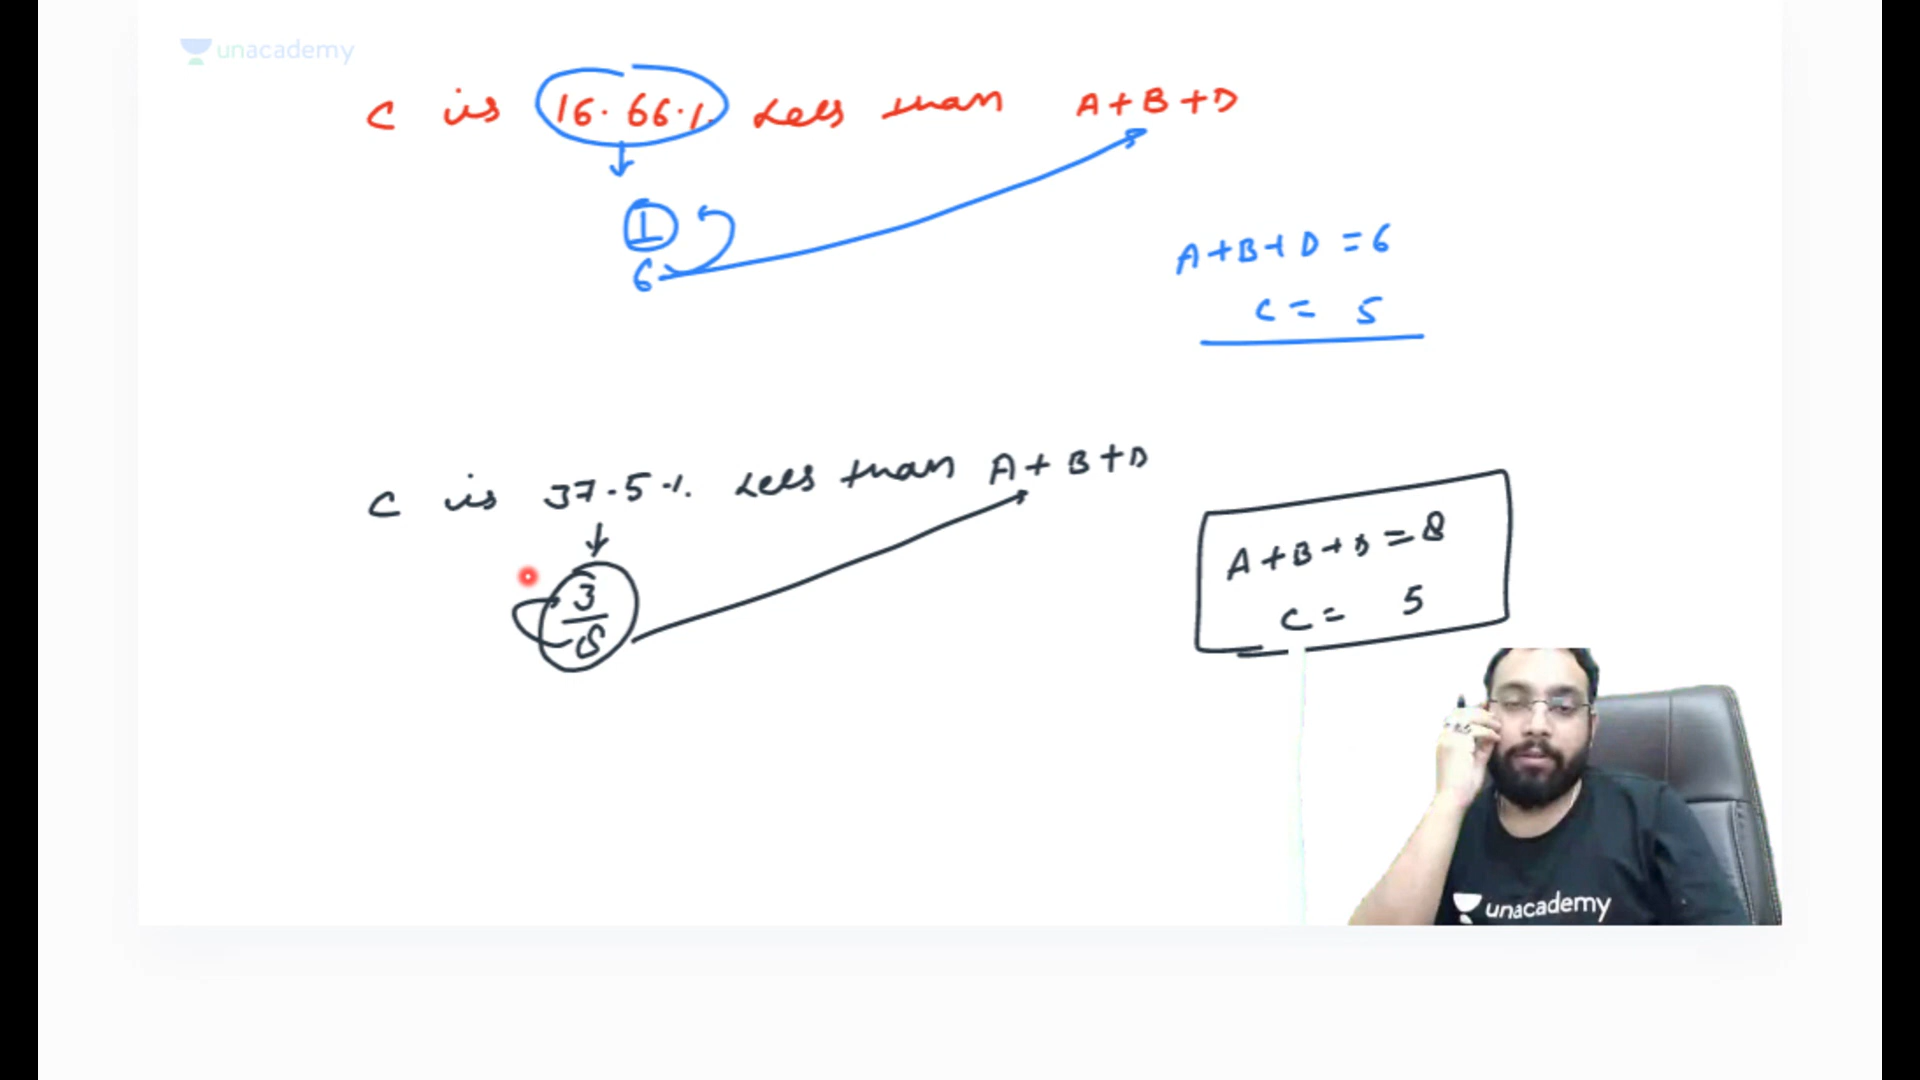 unacademy
C is 16.66% Less than A+B+D
1
6
A+B+D = 6
C = 5
C is 37.5% Less than A+B+D
3
8
A+B+D = 8
C = 5
unacademy